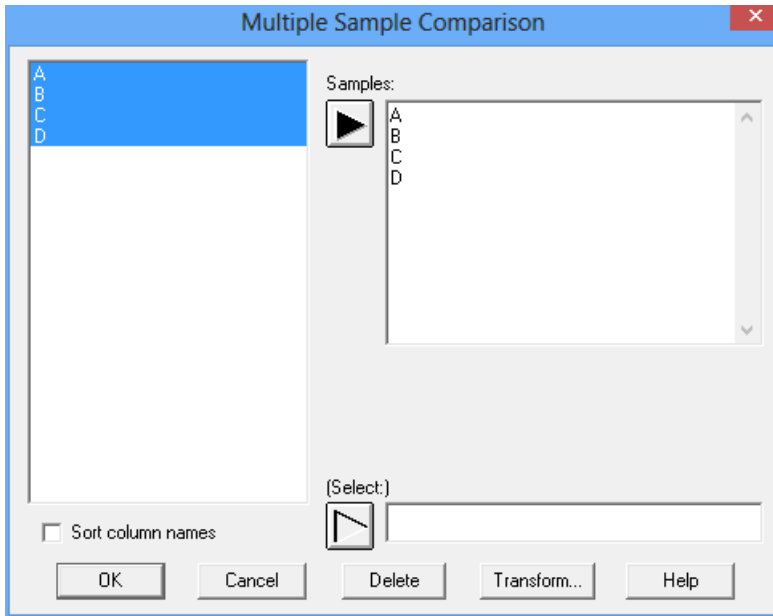 Multiple Sample Comparison
A
B
C
D
Sort column names
Samples:
A
B
C
D
(Select:)
OK
Cancel
Delete
Transform...
Help